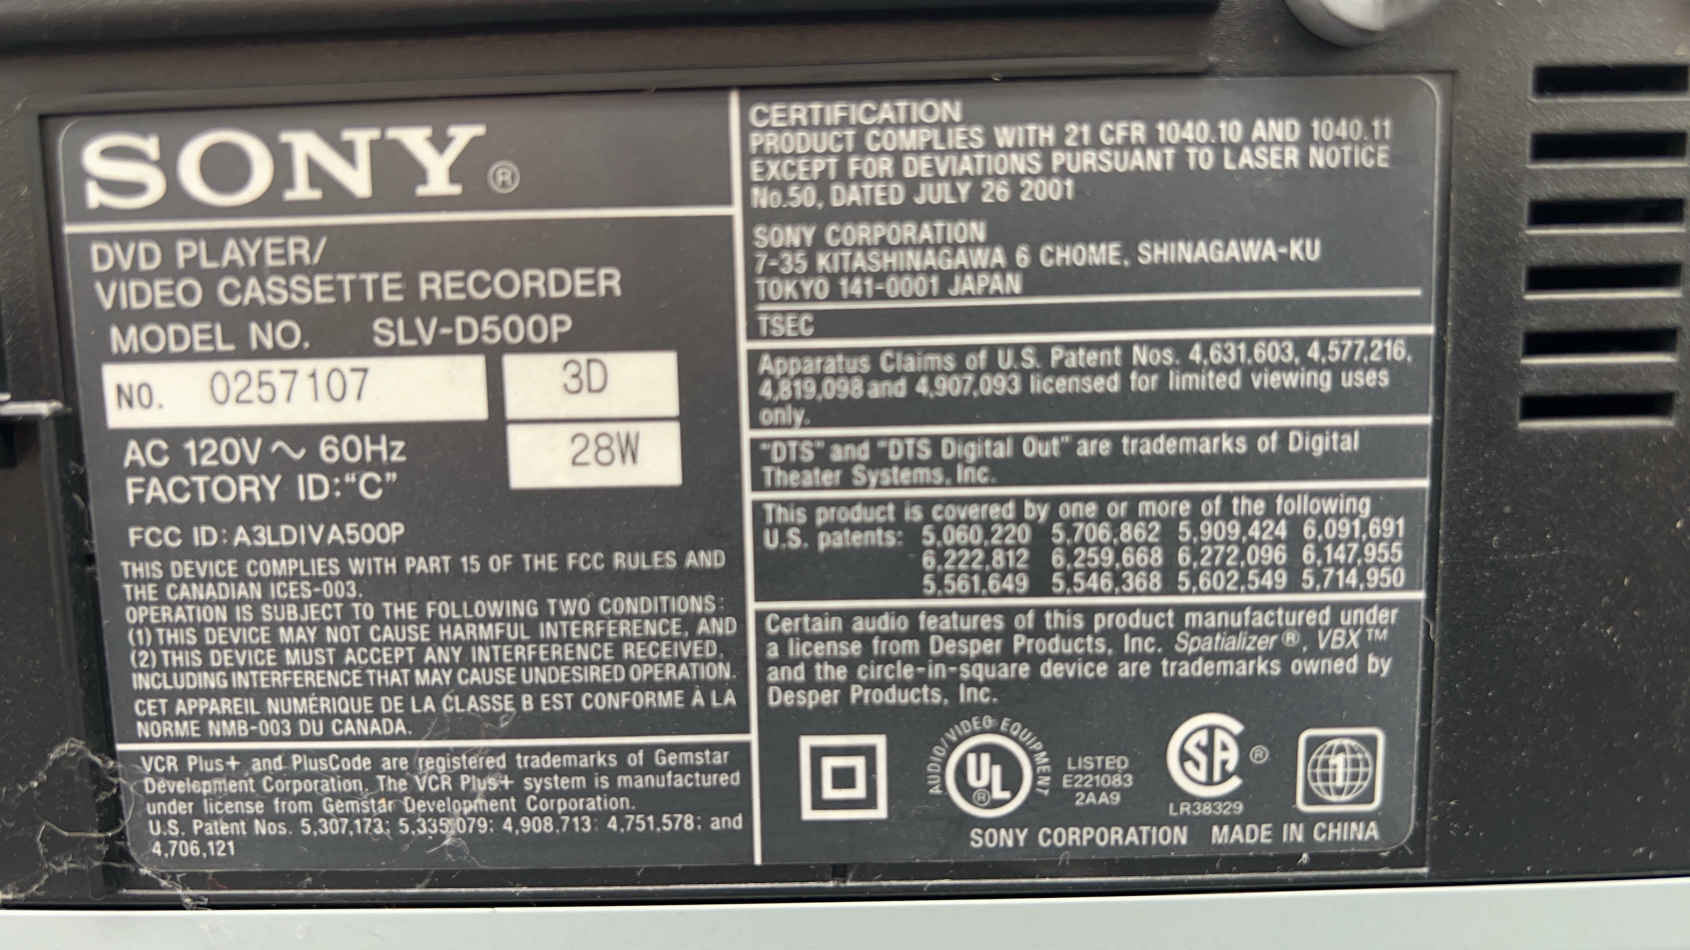 SONY®
DVD PLAYER/
VIDEO CASSETTE RECORDER
MODEL NO. SLV-D500P
NO. 0257107
3D
AC 120V ~ 60Hz
28W
FACTORY ID:“C”
FCC ID: A3LDIVA500P
THIS DEVICE COMPLIES WITH PART 15 OF THE FCC RULES AND
THE CANADIAN ICES-003.
OPERATION IS SUBJECT TO THE FOLLOWING TWO CONDITIONS:
(1) THIS DEVICE MAY NOT CAUSE HARMFUL INTERFERENCE, AND
(2) THIS DEVICE MUST ACCEPT ANY INTERFERENCE RECEIVED,
INCLUDING INTERFERENCE THAT MAY CAUSE UNDESIRED OPERATION.
CET APPAREIL NUMÉRIQUE DE LA CLASSE B EST CONFORME À LA
NORME NMB-003 DU CANADA.
VCR Plus+ and PlusCode are registered trademarks of Gemstar
Development Corporation. The VCR Plus+ system is manufactured
under license from Gemstar Development Corporation.
U.S. Patent Nos. 5,307,173; 5,335,079; 4,908,713; 4,751,578; and
4,706,121
CERTIFICATION
PRODUCT COMPLIES WITH 21 CFR 1040.10 AND 1040.11
EXCEPT FOR DEVIATIONS PURSUANT TO LASER NOTICE
No.50, DATED JULY 26 2001
SONY CORPORATION
7-35 KITASHINAGAWA 6 CHOME, SHINAGAWA-KU
TOKYO 141-0001 JAPAN
TSEC
Apparatus Claims of U.S. Patent Nos. 4,631,603, 4,577,216,
4,819,098 and 4,907,093 licensed for limited viewing uses
only.
“DTS” and “DTS Digital Out” are trademarks of Digital
Theater Systems, Inc.
This product is covered by one or more of the following
U.S. patents: 5,060,220 5,706,862 5,909,424 6,091,691
6,222,812 6,259,668 6,272,096 6,147,955
5,561,649 5,546,368 5,602,549 5,714,950
Certain audio features of this product manufactured under
a license from Desper Products, Inc. Spatializer®, VBX™
and the circle-in-square device are trademarks owned by
Desper Products, Inc.
AUDIO/VIDEO EQUIPMENT
UL®
LISTED
E221083
2AA9
SA®
LR38329
1
SONY CORPORATION MADE IN CHINA